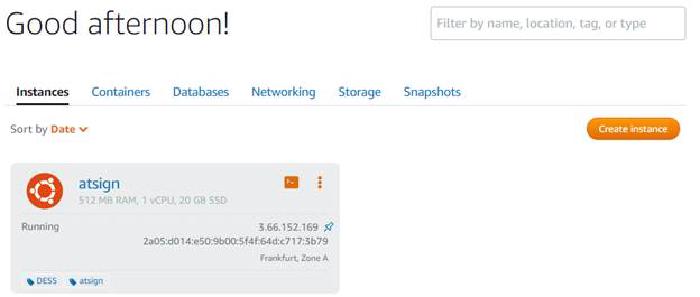 Good afternoon!
Filter by name, location, tag, or type
Instances Containers Databases Networking Storage Snapshots
Sort by Date
Create instance
atsign
512 MB RAM, 1 vCPU, 20 GB SSD
Running 3.66.152.169
2a05:d014:e50:9b00:5f4f:64d:c717:3b79
Frankfurt, Zone A
DESS atsign